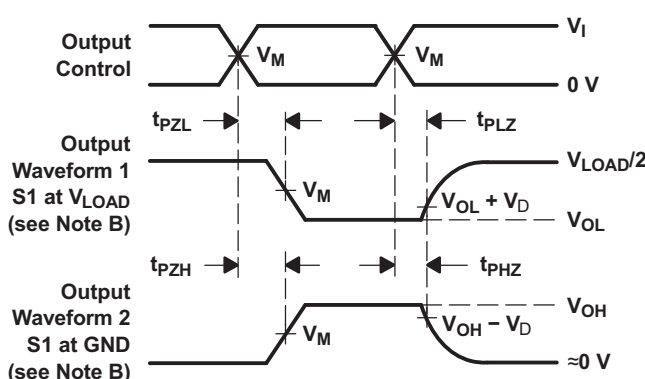 Output
Control
V_M
V_M
V_I
0 V
t_PZL
t_PLZ
Output
Waveform 1
S1 at V_LOAD
(see Note B)
V_M
V_LOAD/2
V_OL + V_D
V_OL
t_PZH
t_PHZ
Output
Waveform 2
S1 at GND
(see Note B)
V_M
V_OH
V_OH − V_D
≈0 V